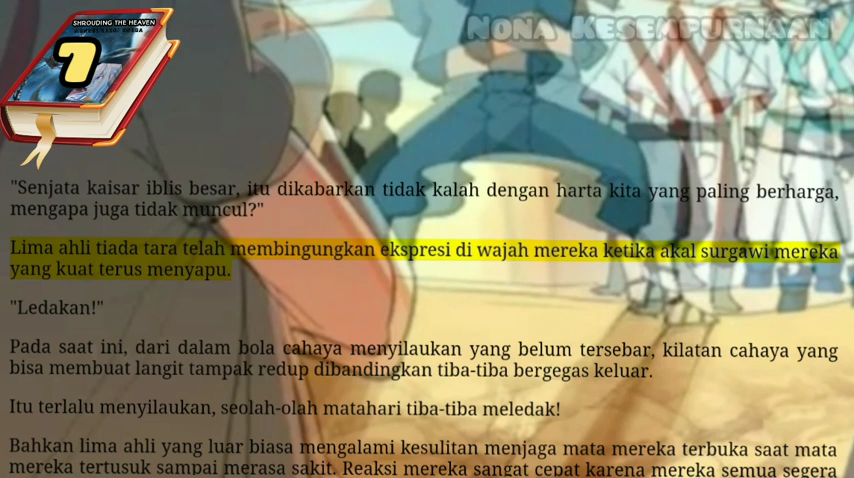 SHROUDING THE HEAVEN
7
NONA KESEMPURNAAN
"Senjata kaisar iblis besar, itu dikabarkan tidak kalah dengan harta kita yang paling berharga,
mengapa juga tidak muncul?"
Lima ahli tiada tara telah membingungkan ekspresi di wajah mereka ketika akal surgawi mereka
yang kuat terus menyapu.
"Ledakan!"
Pada saat ini, dari dalam bola cahaya menyilaukan yang belum tersebar, kilatan cahaya yang
bisa membuat langit tampak redup dibandingkan tiba-tiba bergegas keluar.
Itu terlalu menyilaukan, seolah-olah matahari tiba-tiba meledak!
Bahkan lima ahli yang luar biasa mengalami kesulitan menjaga mata mereka terbuka saat mata
mereka tertusuk sampai merasa sakit. Reaksi mereka sangat cepat karena mereka semua segera